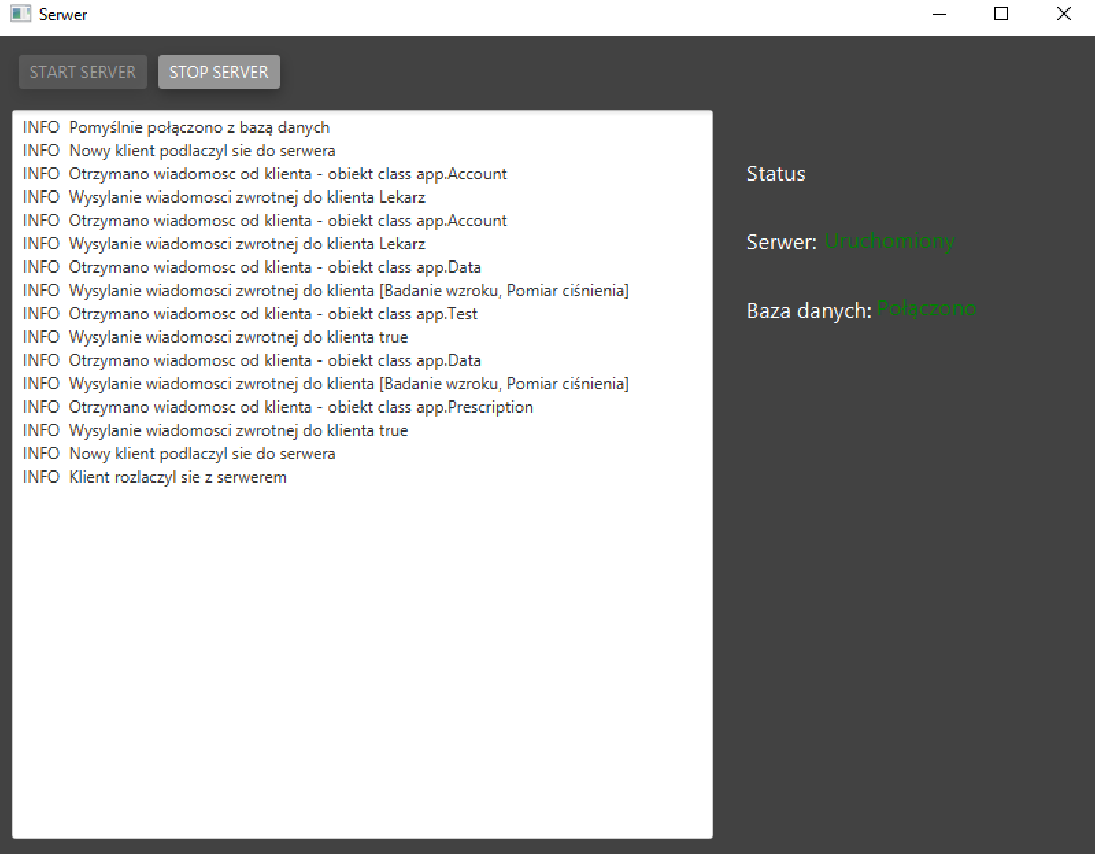 Serwer
START SERVER STOP SERVER
INFO Pomyślnie połączono z bazą danych
INFO Nowy klient podlaczyl sie do serwera
INFO Otrzymano wiadomosc od klienta - obiekt class app.Account
INFO Wysylanie wiadomosci zwrotnej do klienta Lekarz
INFO Otrzymano wiadomosc od klienta - obiekt class app.Account
INFO Wysylanie wiadomosci zwrotnej do klienta Lekarz
INFO Otrzymano wiadomosc od klienta - obiekt class app.Data
INFO Wysylanie wiadomosci zwrotnej do klienta [Badanie wzroku, Pomiar ciśnienia]
INFO Otrzymano wiadomosc od klienta - obiekt class app.Test
INFO Wysylanie wiadomosci zwrotnej do klienta true
INFO Otrzymano wiadomosc od klienta - obiekt class app.Data
INFO Wysylanie wiadomosci zwrotnej do klienta [Badanie wzroku, Pomiar ciśnienia]
INFO Otrzymano wiadomosc od klienta - obiekt class app.Prescription
INFO Wysylanie wiadomosci zwrotnej do klienta true
INFO Nowy klient podlaczyl sie do serwera
INFO Klient rozlaczyl sie z serwerem
Status
Serwer: Uruchomiony
Baza danych: Połączono